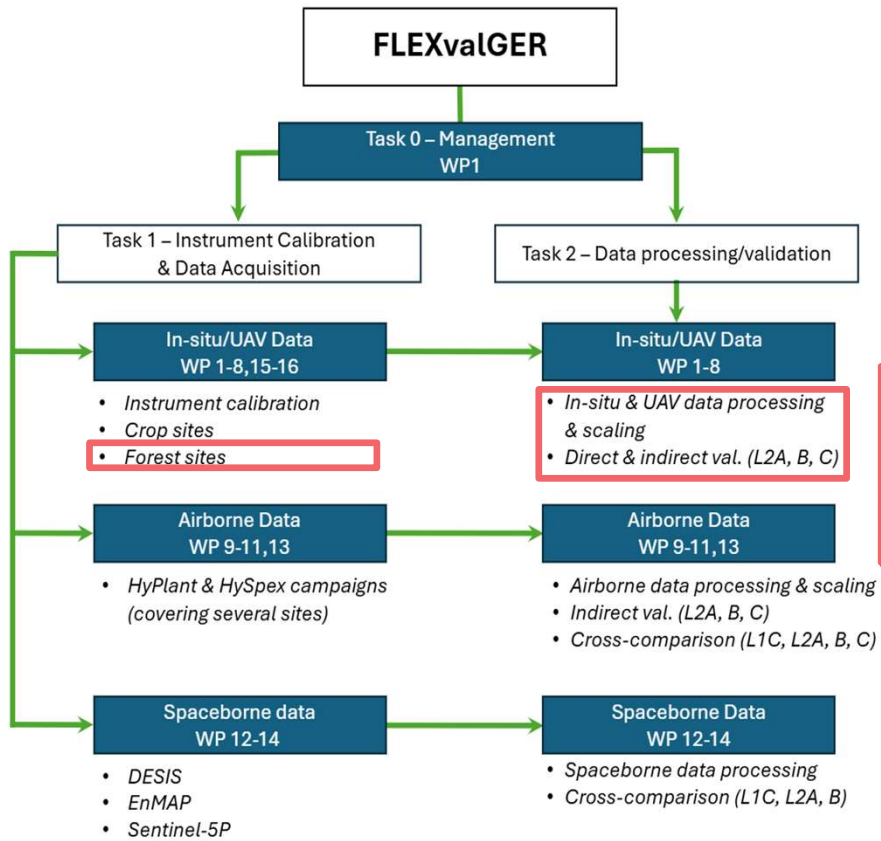 FLEXvalGER
Task 0 – Management
WP1
Task 1 – Instrument Calibration
& Data Acquisition
Task 2 – Data processing/validation
In-situ/UAV Data
WP 1-8,15-16
In-situ/UAV Data
WP 1-8
• Instrument calibration
• Crop sites
• Forest sites
• In-situ & UAV data processing
& scaling
• Direct & indirect val. (L2A, B, C)
Airborne Data
WP 9-11,13
Airborne Data
WP 9-11,13
• HyPlant & HySpex campaigns
(covering several sites)
• Airborne data processing & scaling
• Indirect val. (L2A, B, C)
• Cross-comparison (L1C, L2A, B, C)
Spaceborne data
WP 12-14
Spaceborne Data
WP 12-14
• DESIS
• EnMAP
• Sentinel-5P
• Spaceborne data processing
• Cross-comparison (L1C, L2A, B)